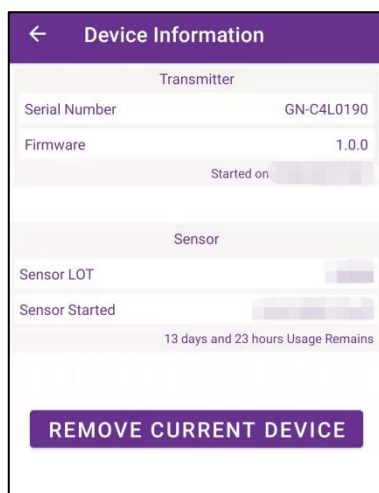 Device Information
Transmitter
Serial Number GN-C4L0190
Firmware 1.0.0
Started on
Sensor
Sensor LOT
Sensor Started
13 days and 23 hours Usage Remains
REMOVE CURRENT DEVICE